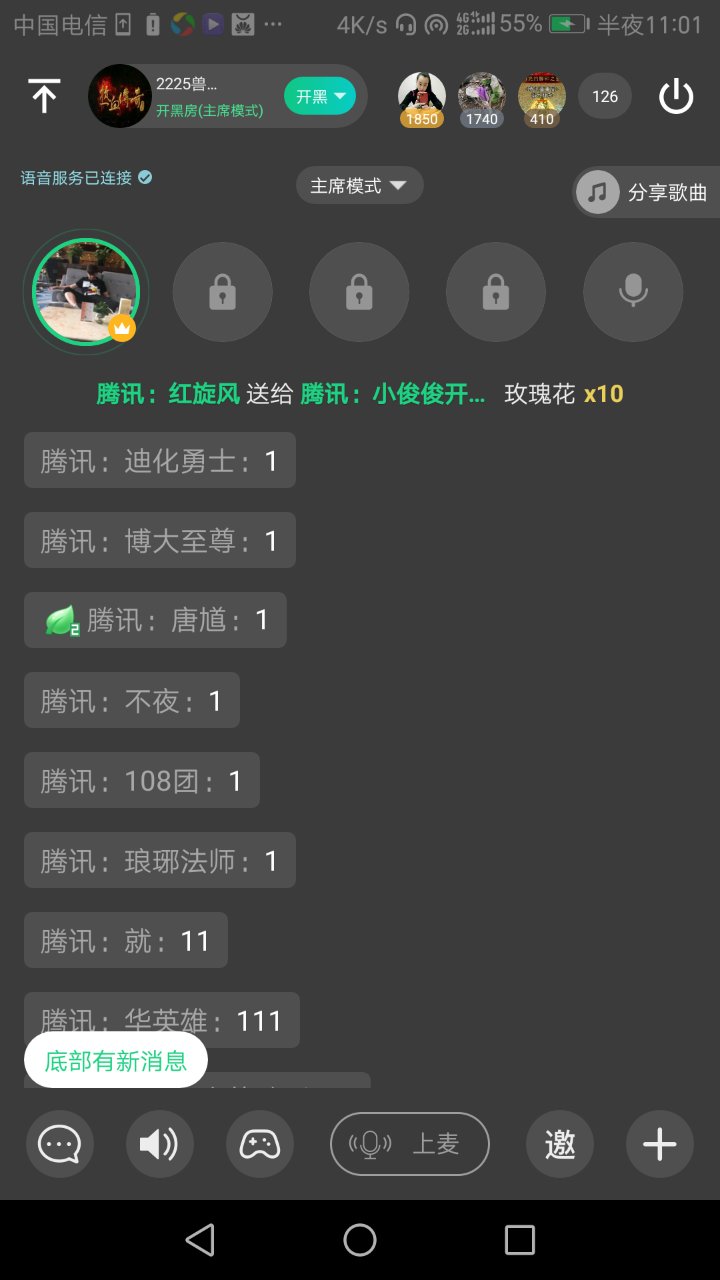 中国电信 4K/s 4G 2G 55% 半夜11:01
2225兽...
开黑房(主席模式)
开黑
1850
1740
410
126
语音服务已连接
主席模式
分享歌曲
腾讯：红旋风 送给 腾讯：小俊俊开... 玫瑰花 x10
腾讯：迪化勇士：1
腾讯：博大至尊：1
2 腾讯：唐馗：1
腾讯：不夜：1
腾讯：108团：1
腾讯：琅琊法师：1
腾讯：就：11
腾讯：华英雄：111
底部有新消息
上麦
邀